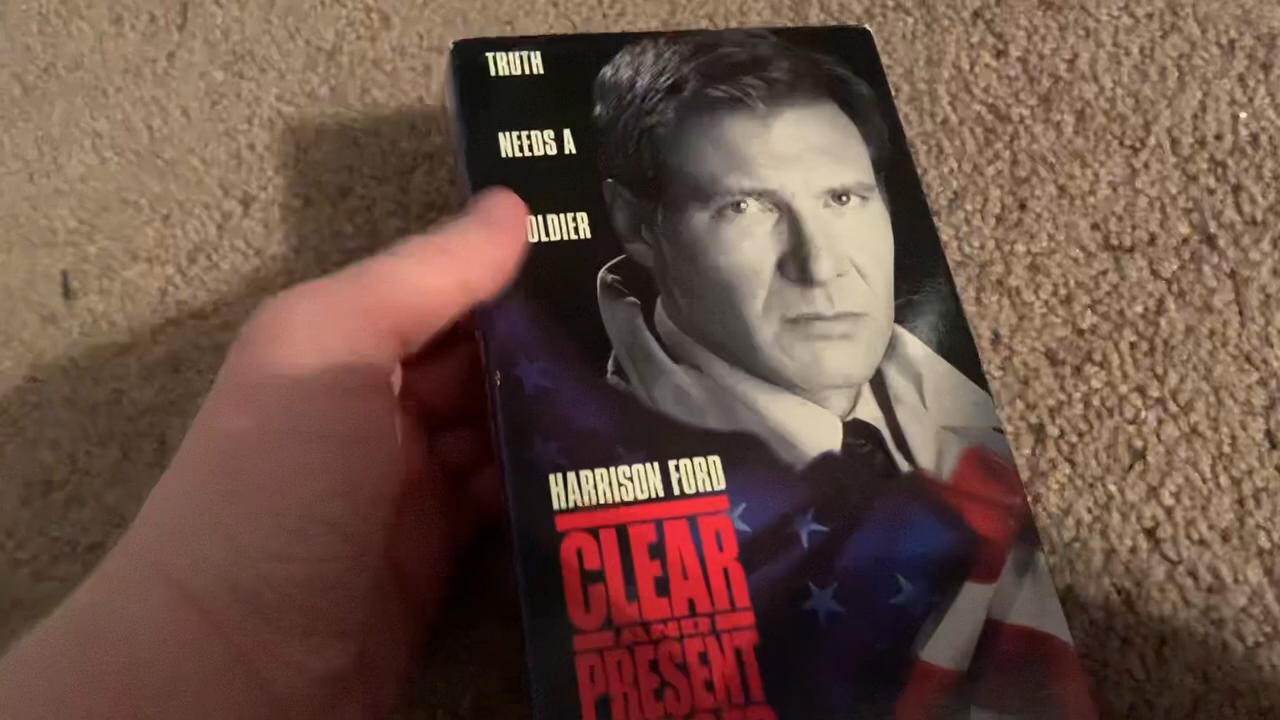 TRUTH
NEEDS A
OLDIER
HARRISON FORD
CLEAR
AND
PRESENT